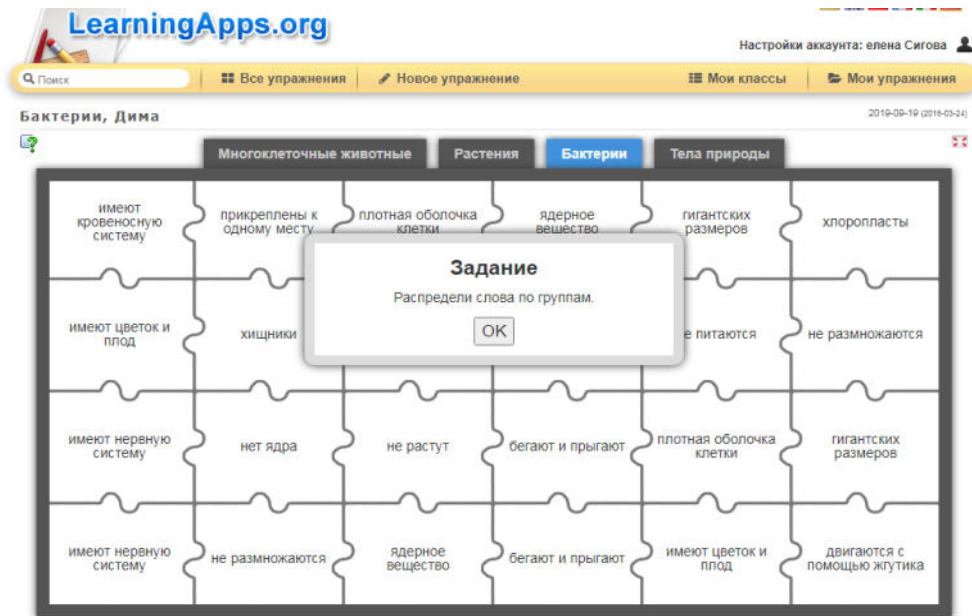 LearningApps.org
Настройки аккаунта: елена Сигова
Поиск
Все упражнения
Новое упражнение
Мои классы
Мои упражнения
Бактерии, Дима
2019-09-19 (2016-03-24)
Многоклеточные животные
Растения
Бактерии
Тела природы
имеют
кровеносную
систему
прикреплены к
одному месту
плотная оболочка
клетки
ядерное
вещество
гигантских
размеров
хлоропласты
Задание
Распредели слова по группам.
OK
имеют цветок и
плод
хищники
е питаются
не размножаются
имеют нервную
систему
нет ядра
не растут
бегают и прыгают
плотная оболочка
клетки
гигантских
размеров
имеют нервную
систему
не размножаются
ядерное
вещество
бегают и прыгают
имеют цветок и
плод
двигаются с
помощью жгутика